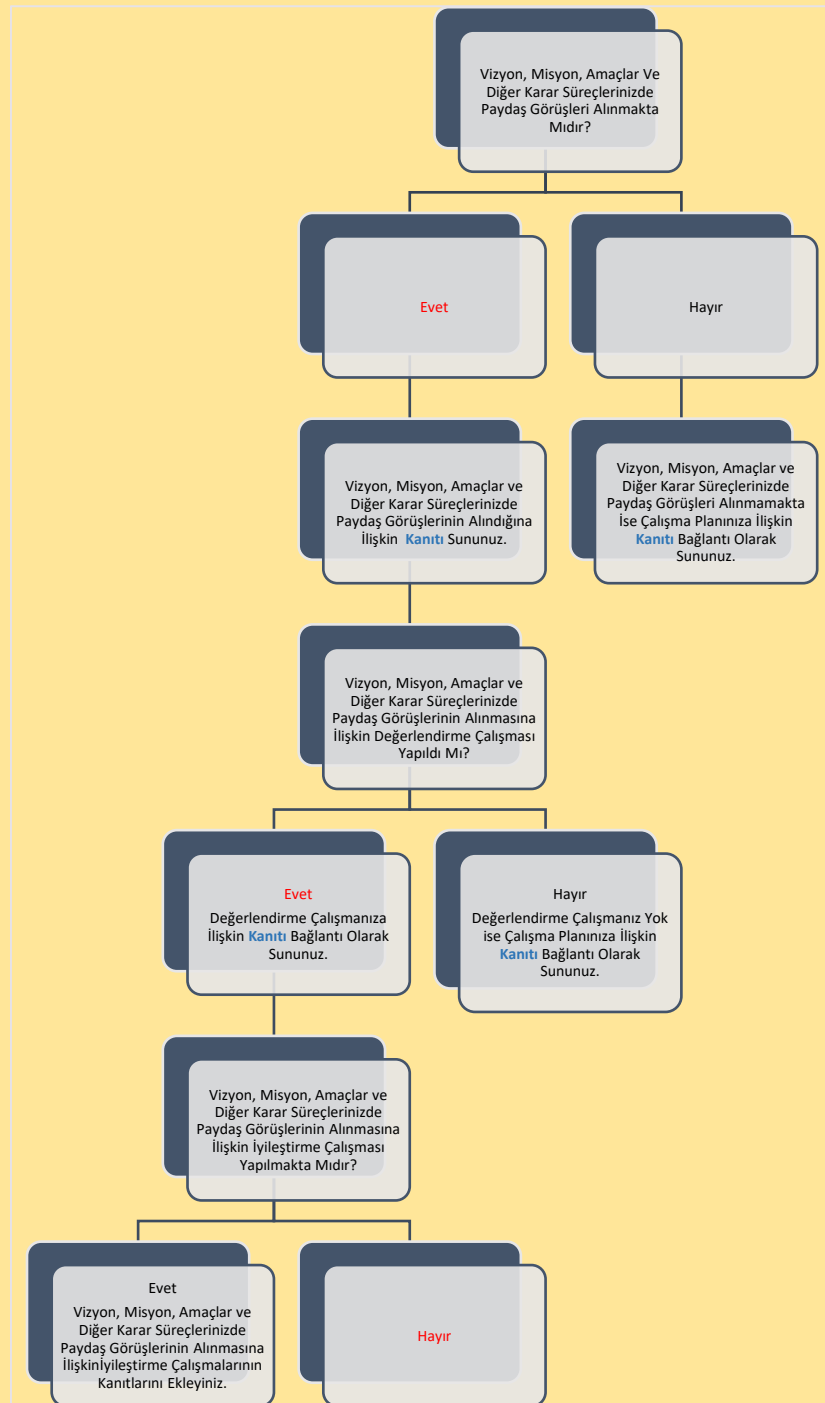 Vizyon, Misyon, Amaçlar Ve
Diğer Karar Süreçlerinizde
Paydaş Görüşleri Alınmakta
Mıdır?
Evet
Hayır
Vizyon, Misyon, Amaçlar ve
Diğer Karar Süreçlerinizde
Paydaş Görüşlerinin Alındığına
İlişkin Kanıtı Sununuz.
Vizyon, Misyon, Amaçlar ve
Diğer Karar Süreçlerinizde
Paydaş Görüşleri Alınmamakta
İse Çalışma Planınıza İlişkin
Kanıtı Bağlantı Olarak
Sununuz.
Vizyon, Misyon, Amaçlar ve
Diğer Karar Süreçlerinizde
Paydaş Görüşlerinin Alınmasına
İlişkin Değerlendirme Çalışması
Yapıldı Mı?
Evet
Değerlendirme Çalışmanıza
İlişkin Kanıtı Bağlantı Olarak
Sununuz.
Hayır
Değerlendirme Çalışmanız Yok
ise Çalışma Planınıza İlişkin
Kanıtı Bağlantı Olarak
Sununuz.
Vizyon, Misyon, Amaçlar ve
Diğer Karar Süreçlerinizde
Paydaş Görüşlerinin Alınmasına
İlişkin İyileştirme Çalışması
Yapılmakta Mıdır?
Evet
Vizyon, Misyon, Amaçlar ve
Diğer Karar Süreçlerinizde
Paydaş Görüşlerinin Alınmasına
İlişkinİyileştirme Çalışmalarının
Kanıtlarını Ekleyiniz.
Hayır